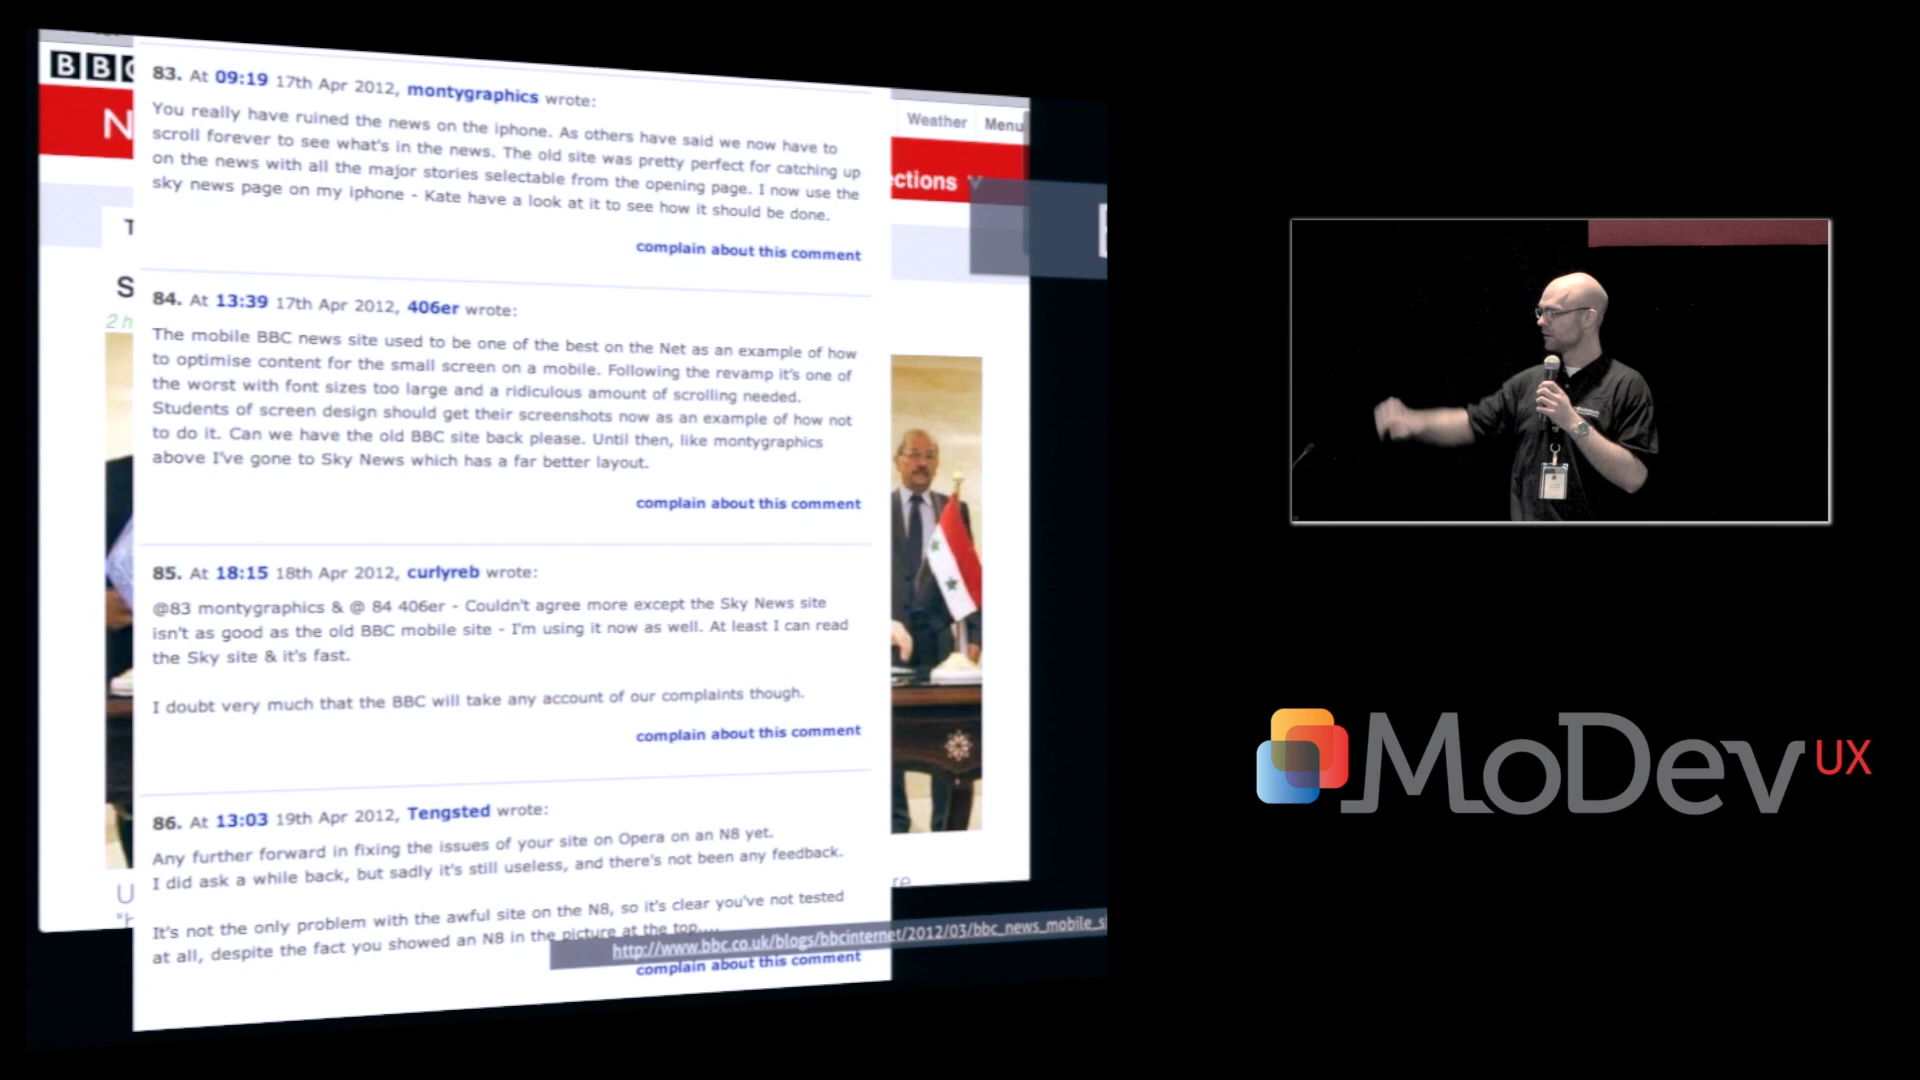 BBC
Weather
Menu
83. At 09:19 17th Apr 2012, montygraphics wrote:
You really have ruined the news on the iphone. As others have said we now have to
scroll forever to see what's in the news. The old site was pretty perfect for catching up
on the news with all the major stories selectable from the opening page. I now use the
sky news page on my iphone - Kate have a look at it to see how it should be done.
complain about this comment
84. At 13:39 17th Apr 2012, 406er wrote:
The mobile BBC news site used to be one of the best on the Net as an example of how
to optimise content for the small screen on a mobile. Following the revamp it's one of
the worst with font sizes too large and a ridiculous amount of scrolling needed.
Students of screen design should get their screenshots now as an example of how not
to do it. Can we have the old BBC site back please. Until then, like montygraphics
above I've gone to Sky News which has a far better layout.
complain about this comment
85. At 18:15 18th Apr 2012, curlyreb wrote:
@83 montygraphics & @ 84 406er - Couldn't agree more except the Sky News site
isn't as good as the old BBC mobile site - I'm using it now as well. At least I can read
the Sky site & it's fast.
I doubt very much that the BBC will take any account of our complaints though.
complain about this comment
86. At 13:03 19th Apr 2012, Tengsted wrote:
Any further forward in fixing the issues of your site on Opera on an N8 yet.
I did ask a while back, but sadly it's still useless, and there's not been any feedback.
It's not the only problem with the awful site on the N8, so it's clear you've not tested
at all, despite the fact you showed an N8 in the picture at the top....
http://www.bbc.co.uk/blogs/bbcinternet/2012/03/bbc_news_mobile_s
complain about this comment
N
ections
T
S
2 h
U
"h
re
MoDev UX